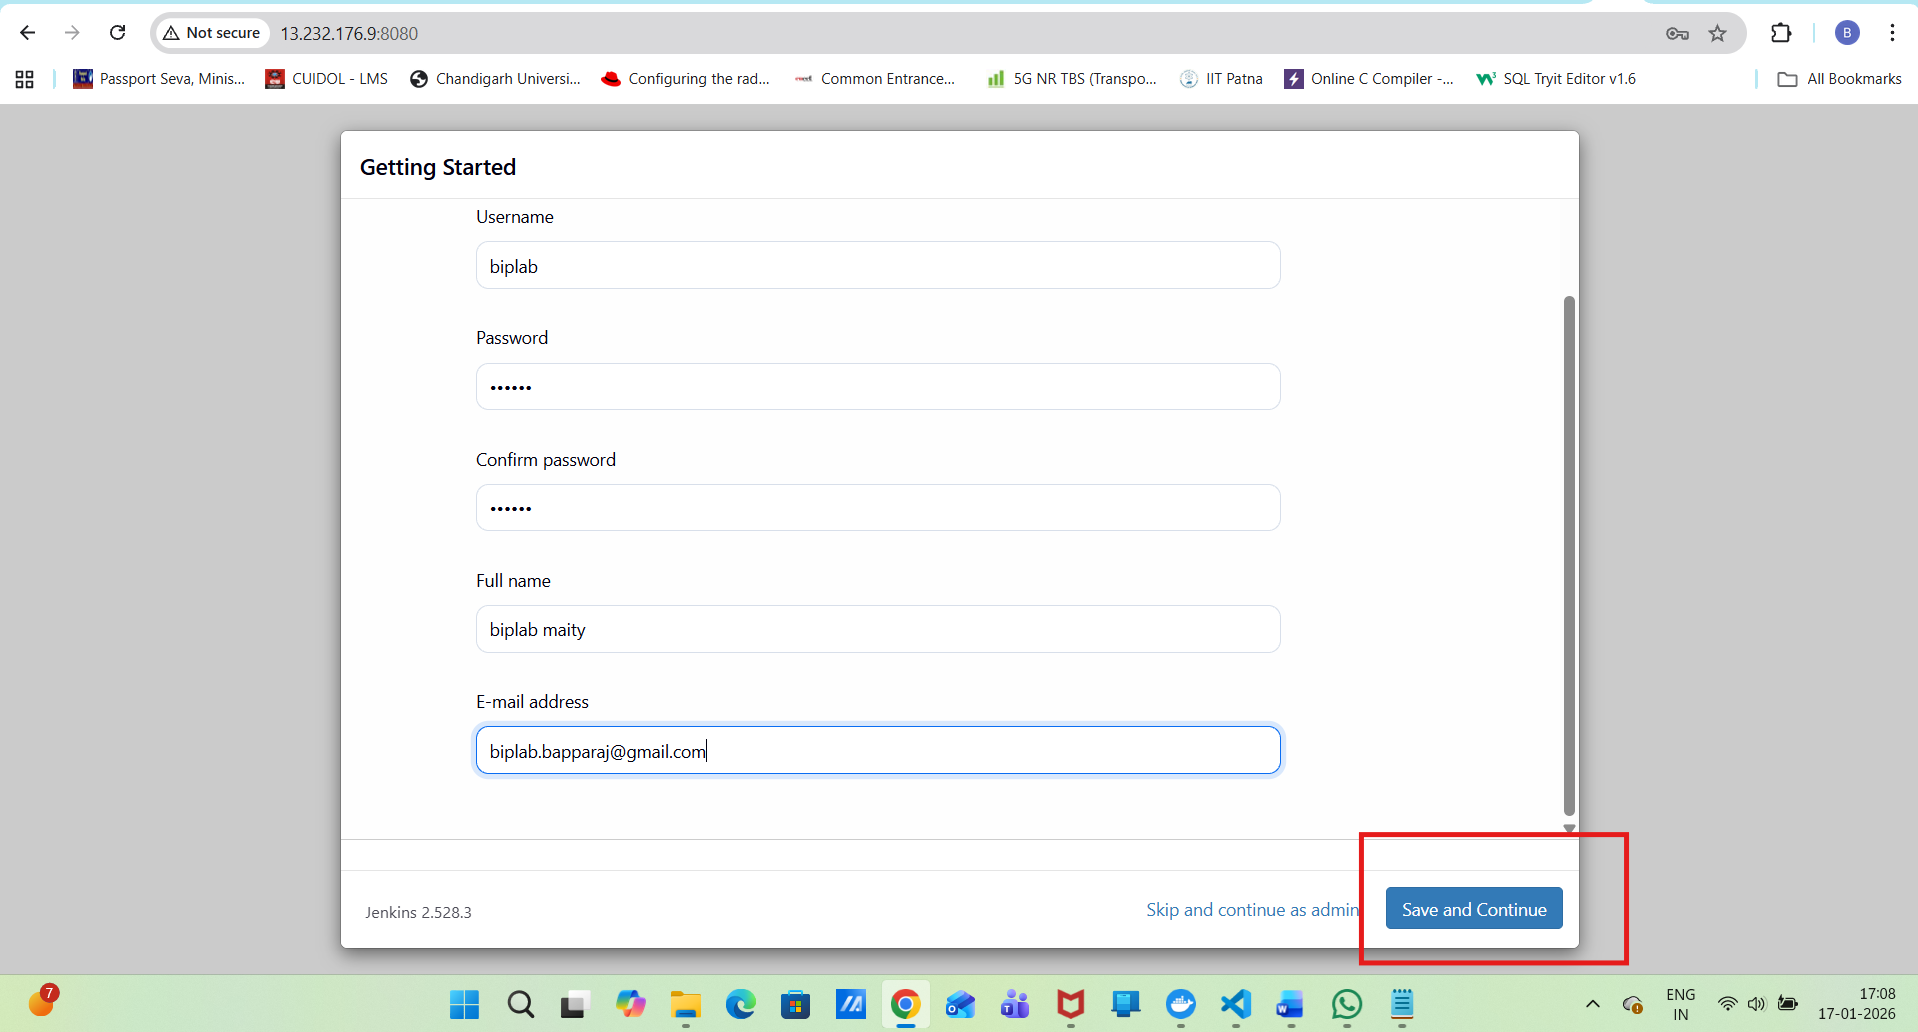 Not secure 13.232.176.9:8080 B
Passport Seva, Minis... CUIDOL - LMS Chandigarh Universi... Configuring the rad... Common Entrance... 5G NR TBS (Transpo... IIT Patna Online C Compiler -... SQL Tryit Editor v1.6 All Bookmarks
Getting Started
Username
biplab
Password
••••••
Confirm password
••••••
Full name
biplab maity
E-mail address
biplab.bapparaj@gmail.com
Jenkins 2.528.3 Skip and continue as admin Save and Continue
7
ENG
IN
17:08
17-01-2026